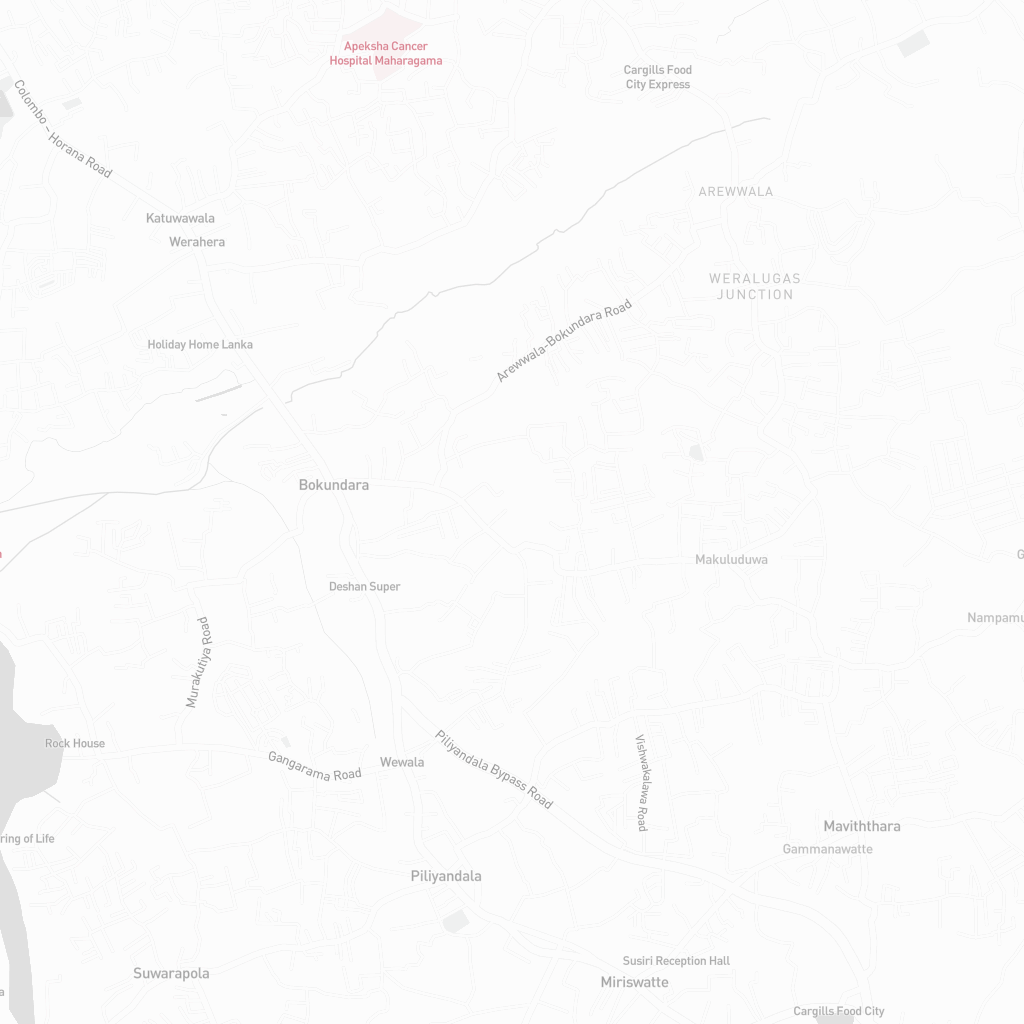 Apeksha Cancer
Hospital Maharagama
Cargills Food
City Express
Colombo – Horana Road
AREWWALA
Katuwawala
Werahera
WERALUGAS
JUNCTION
Arewwala-Bokundara Road
Holiday Home Lanka
Bokundara
Makuluduwa
Deshan Super
Nampamu
Murakutiya Road
Rock House
Gangarama Road
Wewala
Piliyandala Bypass Road
Vishwakalawa Road
Maviththara
ring of Life
Gammanawatte
Piliyandala
Susiri Reception Hall
Suwarapola
Miriswatte
Cargills Food City